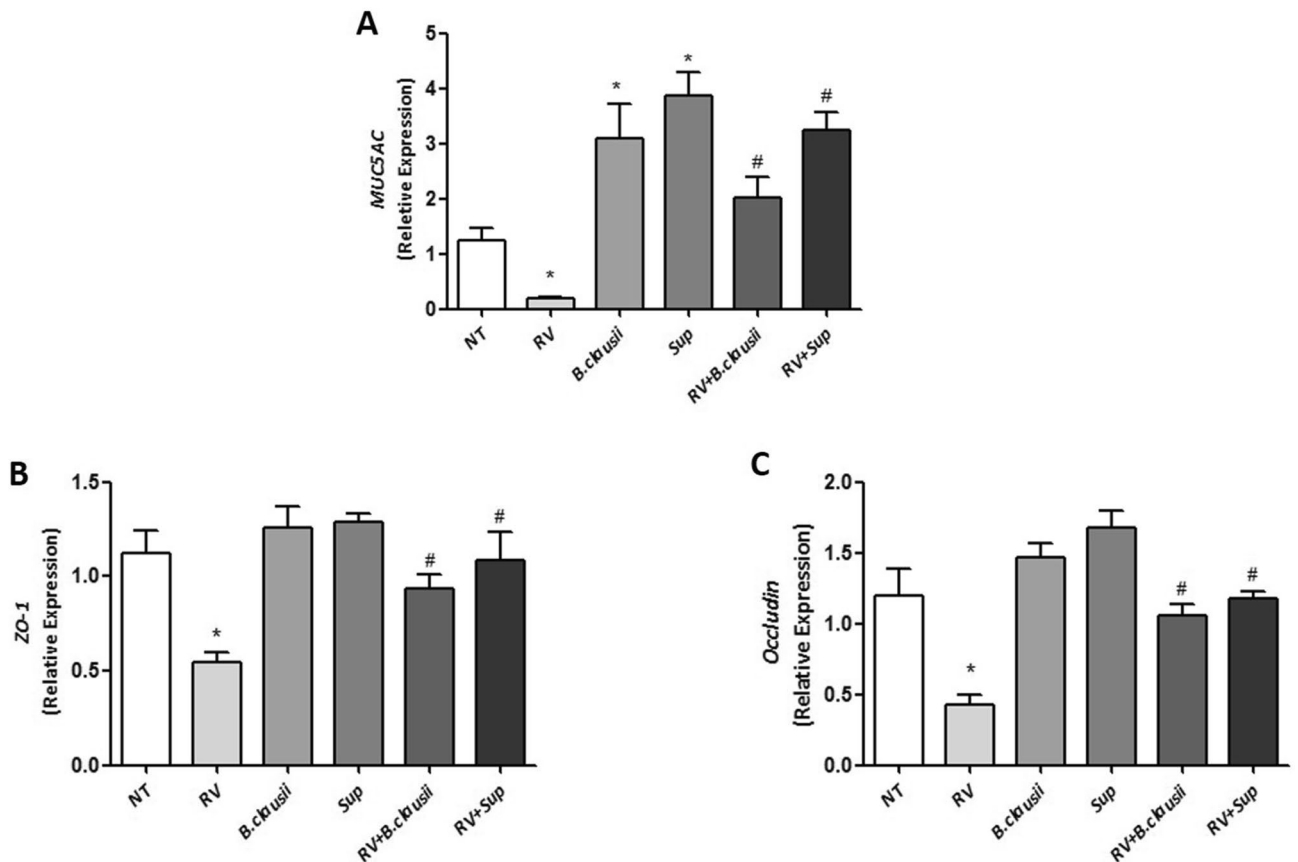 A
MUC5AC
(Reletive Expression)
5
4
3
2
1
0
*
*
*
#
#
NT
RV
B.clausii
Sup
RV+B.clausii
RV+Sup
B
ZO-1
(Relative Expression)
1.5
1.0
0.5
0.0
*
#
#
NT
RV
B.clausii
Sup
RV+B.clausii
RV+Sup
C
Occludin
(Relative Expression)
2.0
1.5
1.0
0.5
0.0
*
#
#
NT
RV
B.clausii
Sup
RV+B.clausii
RV+Sup